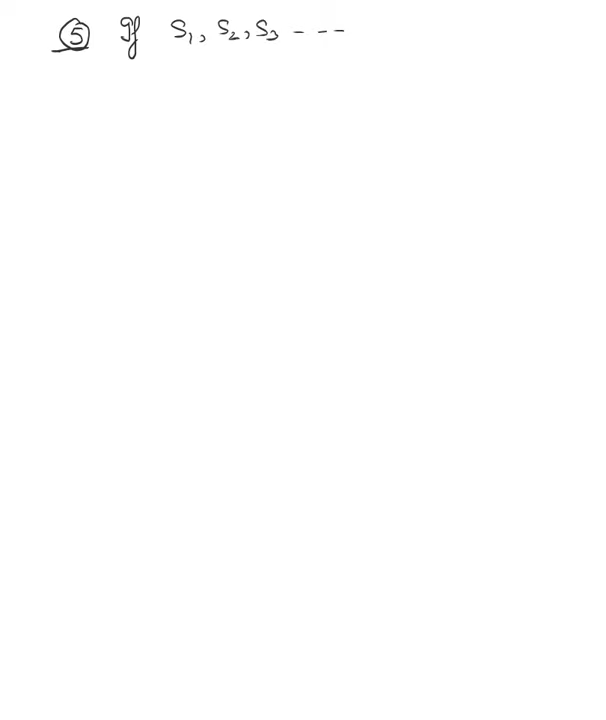 ⑤ If S₁, S₂, S₃ - - -